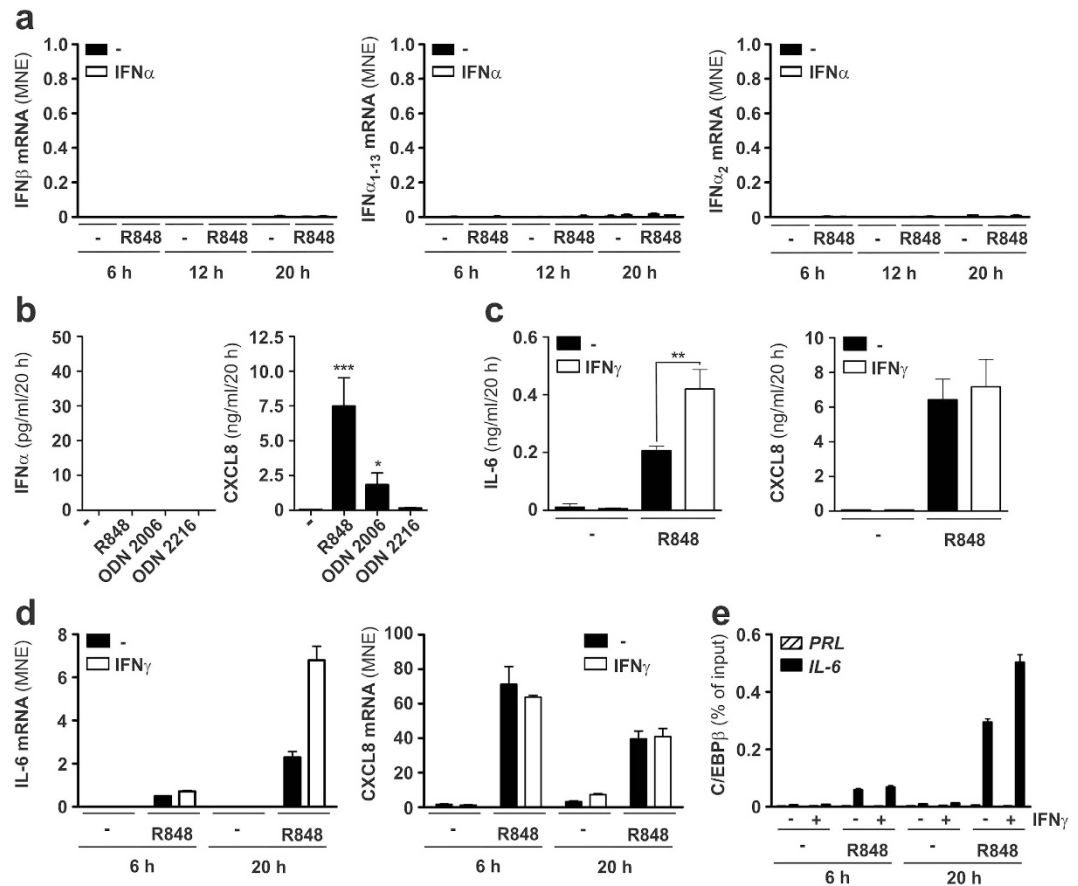 a
IFNβ mRNA (MNE)
1.0
0.8
0.6
0.4
0.2
0
-
IFNα
- R848 - R848 - R848
6 h 12 h 20 h
IFNα1-13 mRNA (MNE)
1.0
0.8
0.6
0.4
0.2
0
-
IFNα
- R848 - R848 - R848
6 h 12 h 20 h
IFNα2 mRNA (MNE)
1.0
0.8
0.6
0.4
0.2
0
-
IFNα
- R848 - R848 - R848
6 h 12 h 20 h
b
IFNα (pg/ml/20 h)
50
40
30
20
10
0
- R848 ODN 2006 ODN 2216
CXCL8 (ng/ml/20 h)
12.5
10.0
7.5
5.0
2.5
0
***
*
- R848 ODN 2006 ODN 2216
c
IL-6 (ng/ml/20 h)
0.6
0.4
0.2
0
-
IFNγ
**
- R848
CXCL8 (ng/ml/20 h)
10
8
6
4
2
0
-
IFNγ
- R848
d
IL-6 mRNA (MNE)
8
6
4
2
0
-
IFNγ
- R848 - R848
6 h 20 h
CXCL8 mRNA (MNE)
100
80
60
40
20
0
-
IFNγ
- R848 - R848
6 h 20 h
e
C/EBPβ (% of input)
0.6
0.4
0.2
0
PRL
IL-6
- + - + - + - + IFNγ
- R848 - R848
6 h 20 h